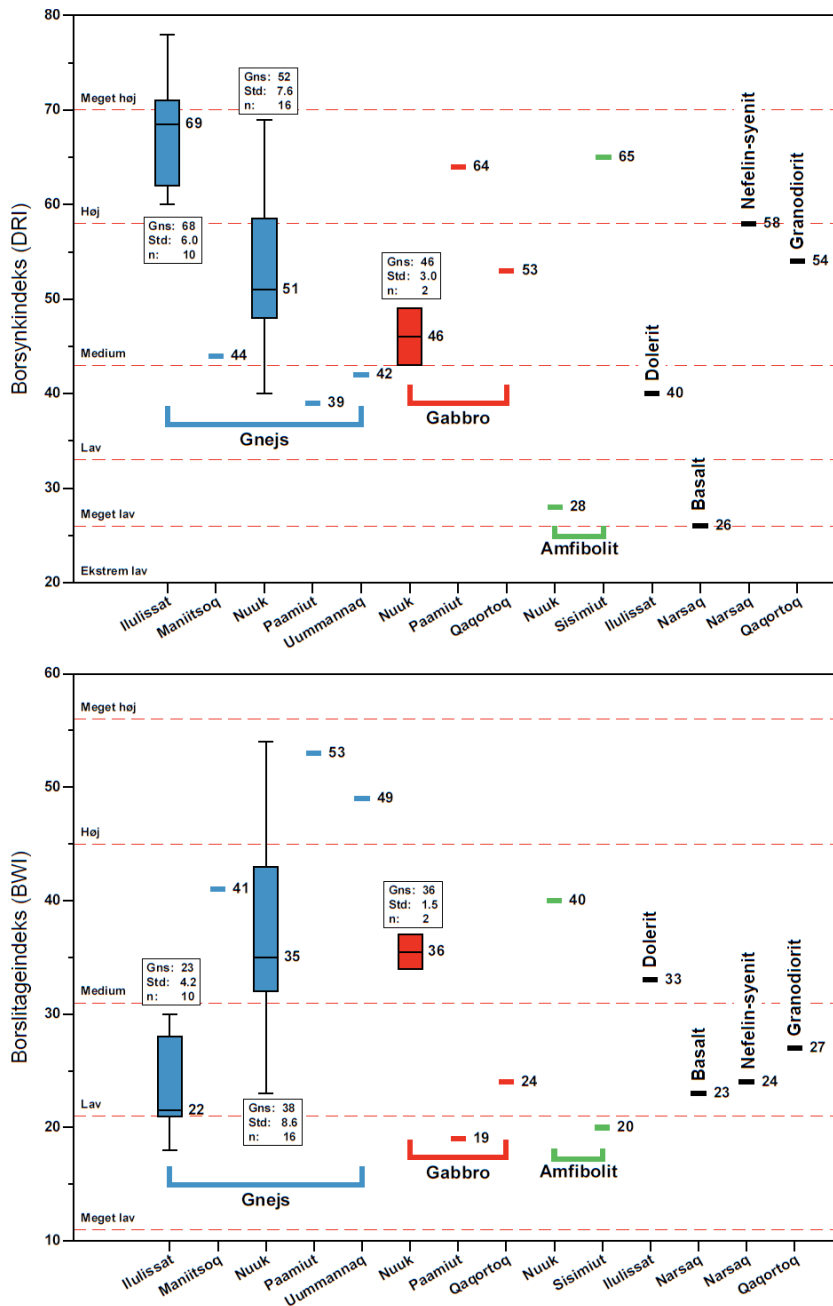 80
Meget høj
70
Høj
60
50
Medium
40
Lav
30
Meget lav
Ekstrem lav
20
Borsynkindeks (DRI)
69
Gns: 68
Std: 6.0
n: 10
44
Gns: 52
Std: 7.6
n: 16
51
39
42
Gnejs
Gns: 46
Std: 3.0
n: 2
46
64
53
Gabbro
28
65
Amfibolit
Dolerit
40
Basalt
26
Nefelin-syenit
58
Granodiorit
54
Ilulissat
Maniitsoq
Nuuk
Paamiut
Uummannaq
Nuuk
Paamiut
Qaqortoq
Nuuk
Sisimiut
Ilulissat
Narsaq
Narsaq
Qaqortoq
60
Meget høj
50
Høj
40
Medium
30
Lav
20
Meget lav
10
Borslitageindeks (BWI)
Gns: 23
Std: 4.2
n: 10
22
41
35
Gns: 38
Std: 8.6
n: 16
53
49
Gnejs
Gns: 36
Std: 1.5
n: 2
36
19
24
Gabbro
40
20
Amfibolit
Dolerit
33
Basalt
23
Nefelin-syenit
24
Granodiorit
27
Ilulissat
Maniitsoq
Nuuk
Paamiut
Uummannaq
Nuuk
Paamiut
Qaqortoq
Nuuk
Sisimiut
Ilulissat
Narsaq
Narsaq
Qaqortoq